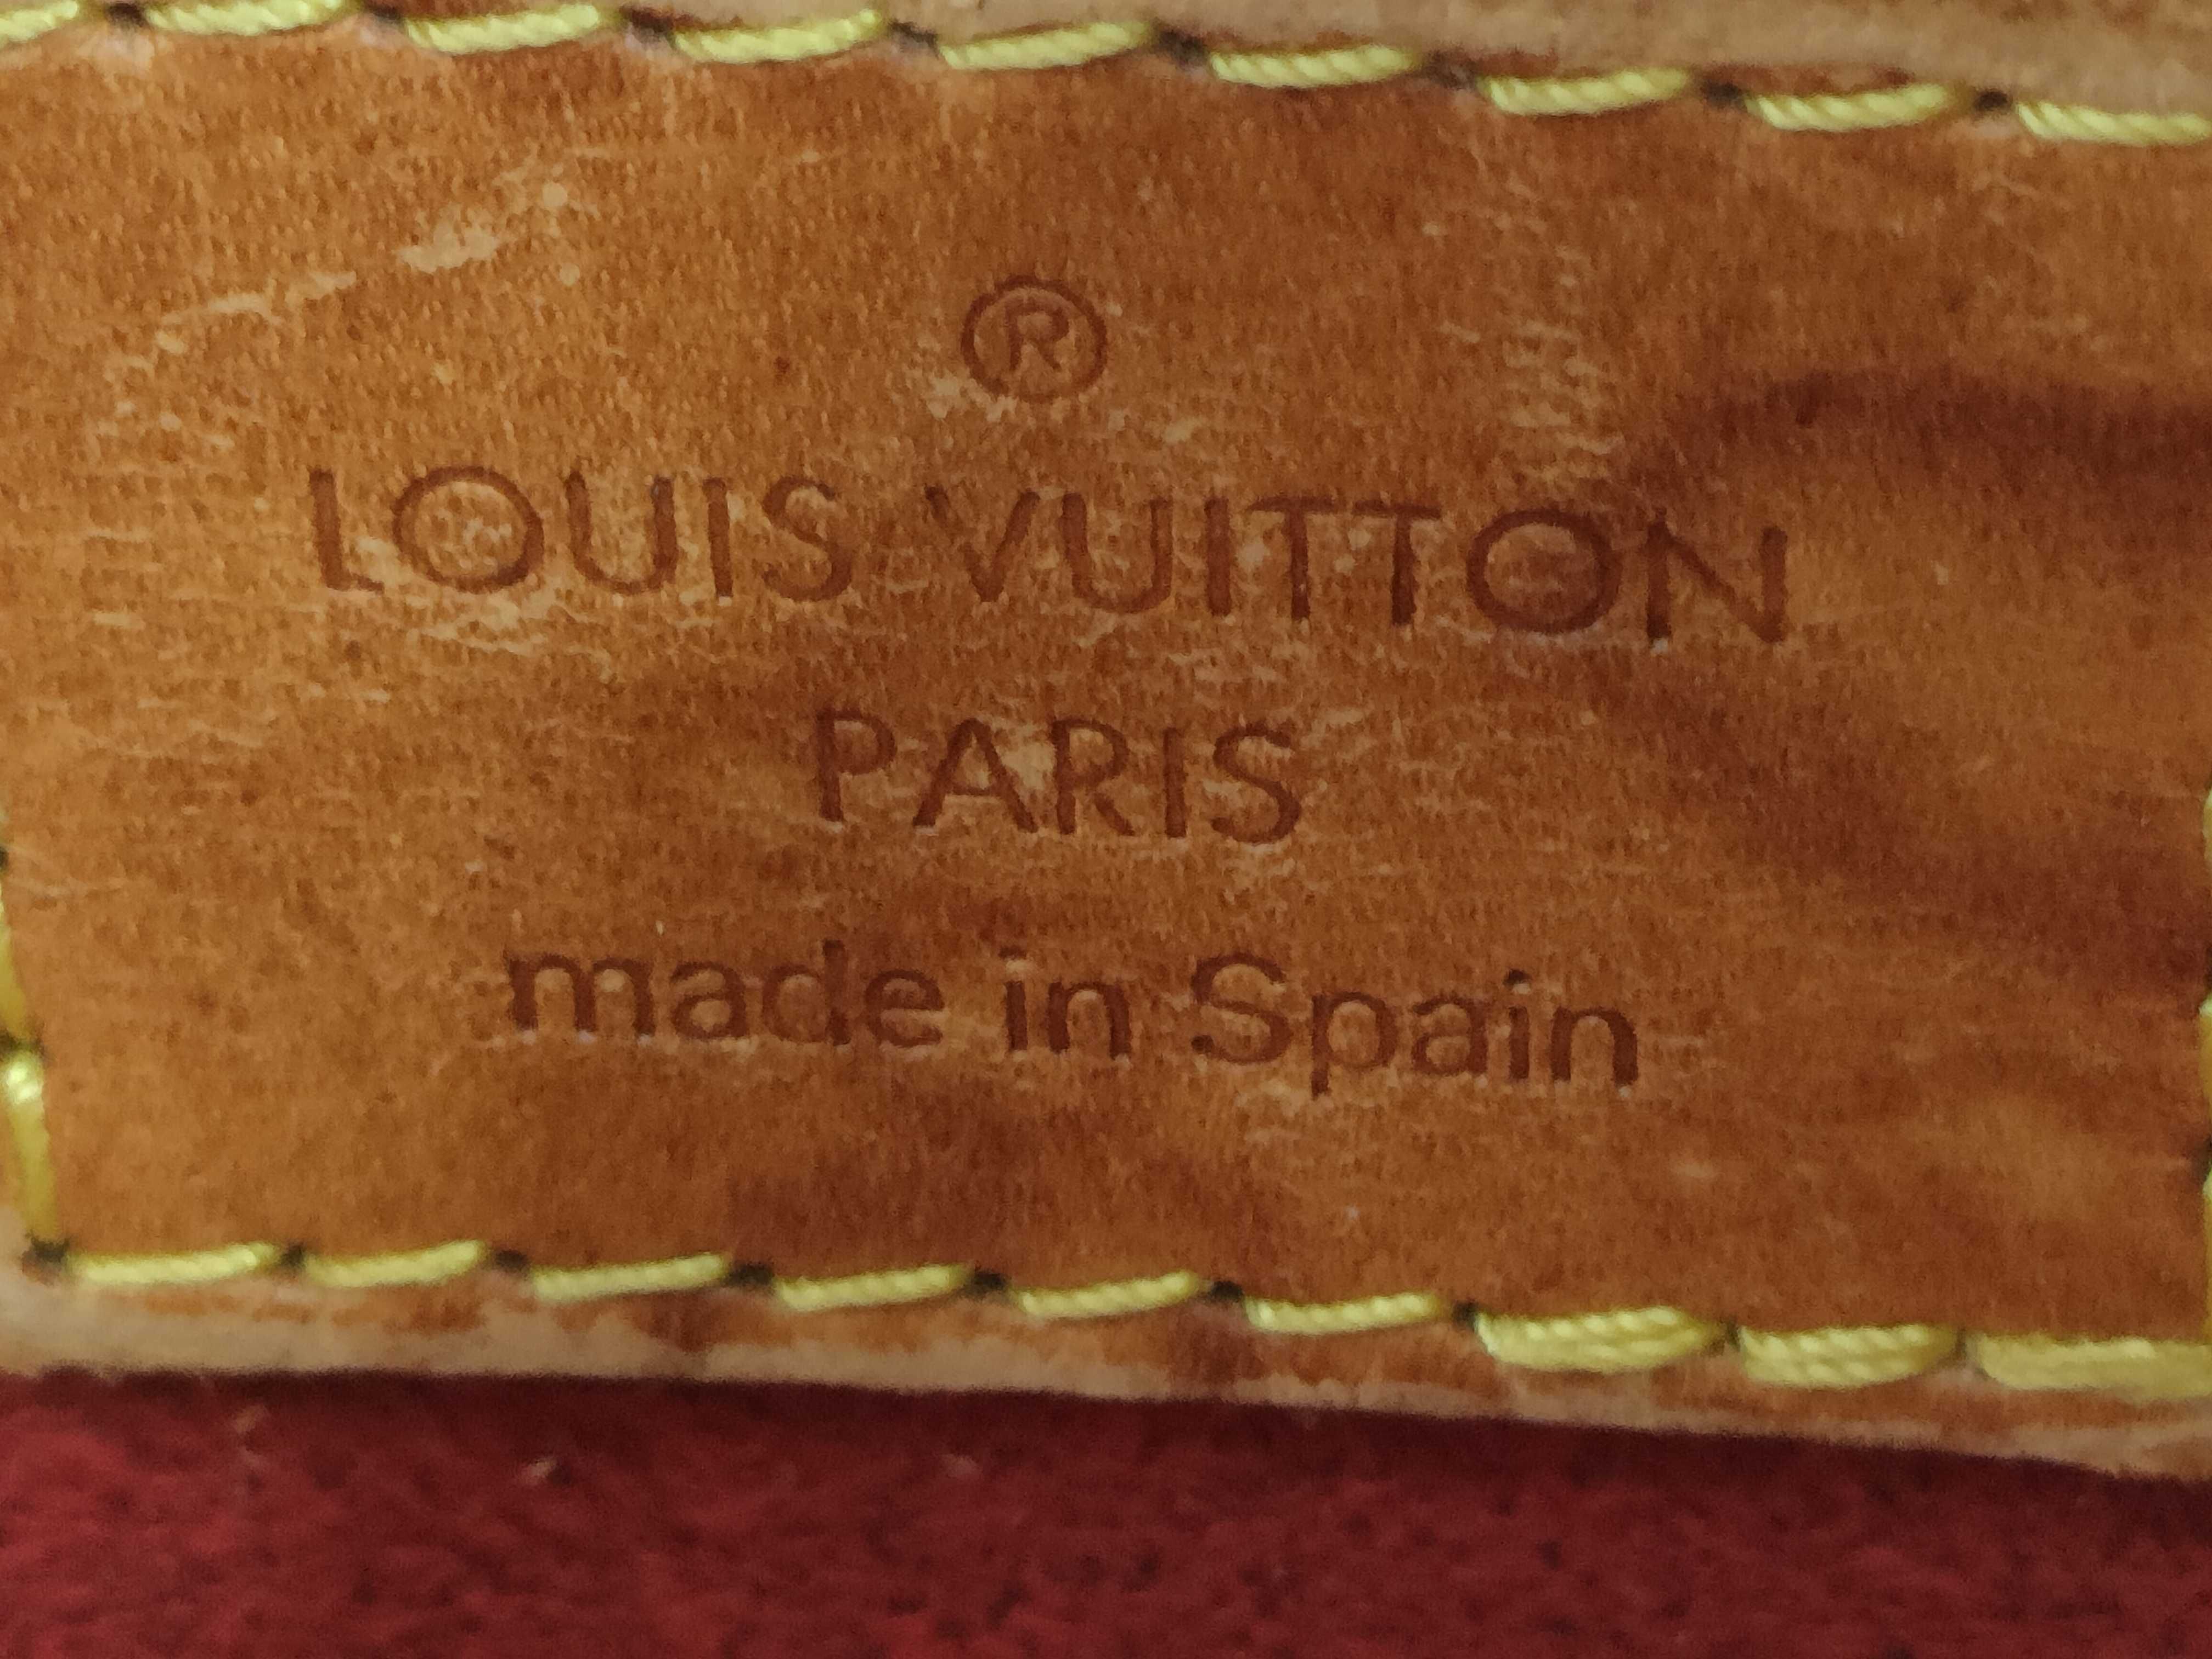 ®
LOUIS VUITTON
PARIS
made in Spain